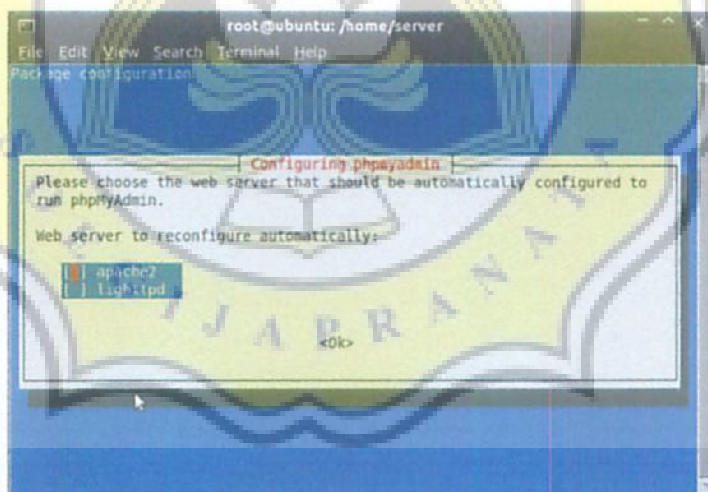 root@ubuntu: /home/server
File Edit View Search Terminal Help
Package configuration
Configuring phpmyadmin
Please choose the web server that should be automatically configured to
run phpMyAdmin.
Web server to reconfigure automatically:
[ ] apache2
[ ] lighttpd
<Ok>
IJAPRANATA